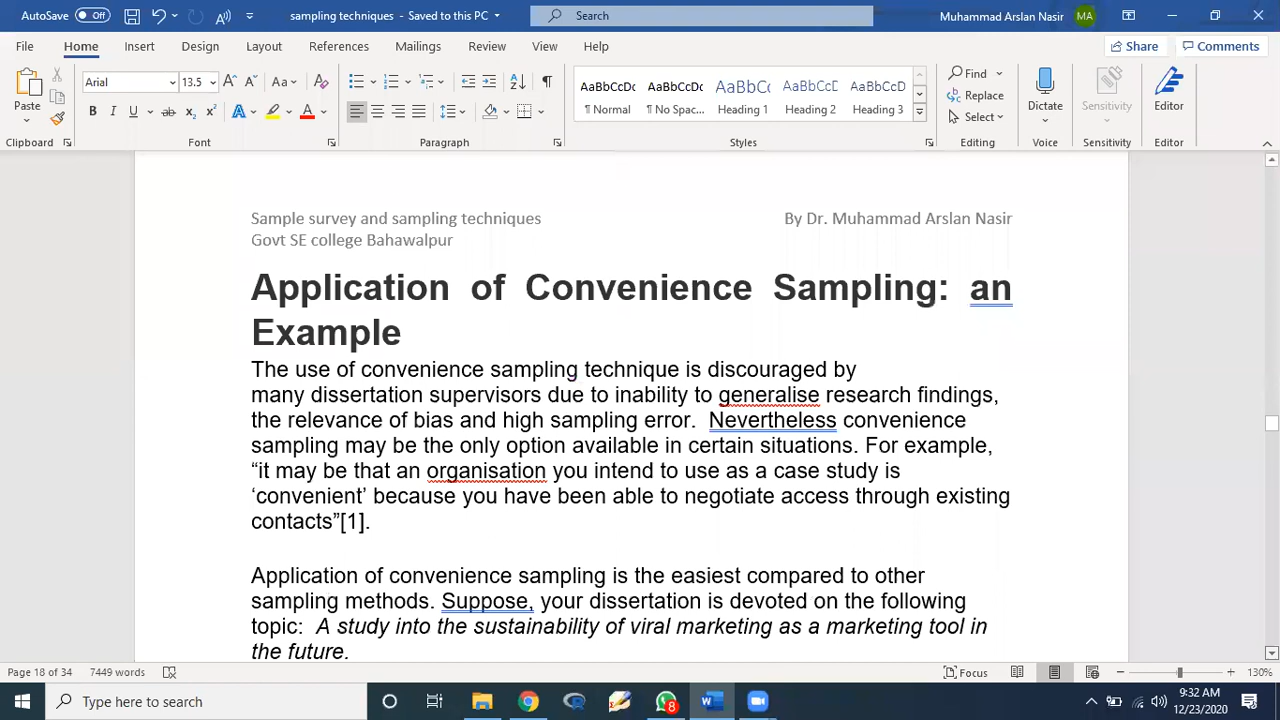 AutoSave Off sampling techniques - Saved to this PC Search Muhammad Arslan Nasir MA
File Home Insert Design Layout References Mailings Review View Help Share Comments
Paste Arial 13.5 AaBbCcDc AaBbCcDc AaBbCc AaBbCcD AaBbCcD Find Replace Select Dictate Sensitivity Editor
¶ Normal ¶ No Spac... Heading 1 Heading 2 Heading 3
Clipboard Font Paragraph Styles Editing Voice Sensitivity Editor
Sample survey and sampling techniques By Dr. Muhammad Arslan Nasir
Govt SE college Bahawalpur
Application of Convenience Sampling: an
Example
The use of convenience sampling technique is discouraged by
many dissertation supervisors due to inability to generalise research findings,
the relevance of bias and high sampling error. Nevertheless convenience
sampling may be the only option available in certain situations. For example,
“it may be that an organisation you intend to use as a case study is
‘convenient’ because you have been able to negotiate access through existing
contacts”[1].
Application of convenience sampling is the easiest compared to other
sampling methods. Suppose, your dissertation is devoted on the following
topic: A study into the sustainability of viral marketing as a marketing tool in
the future.
Page 18 of 34 7449 words Focus 130%
Type here to search 8 9:32 AM
12/23/2020